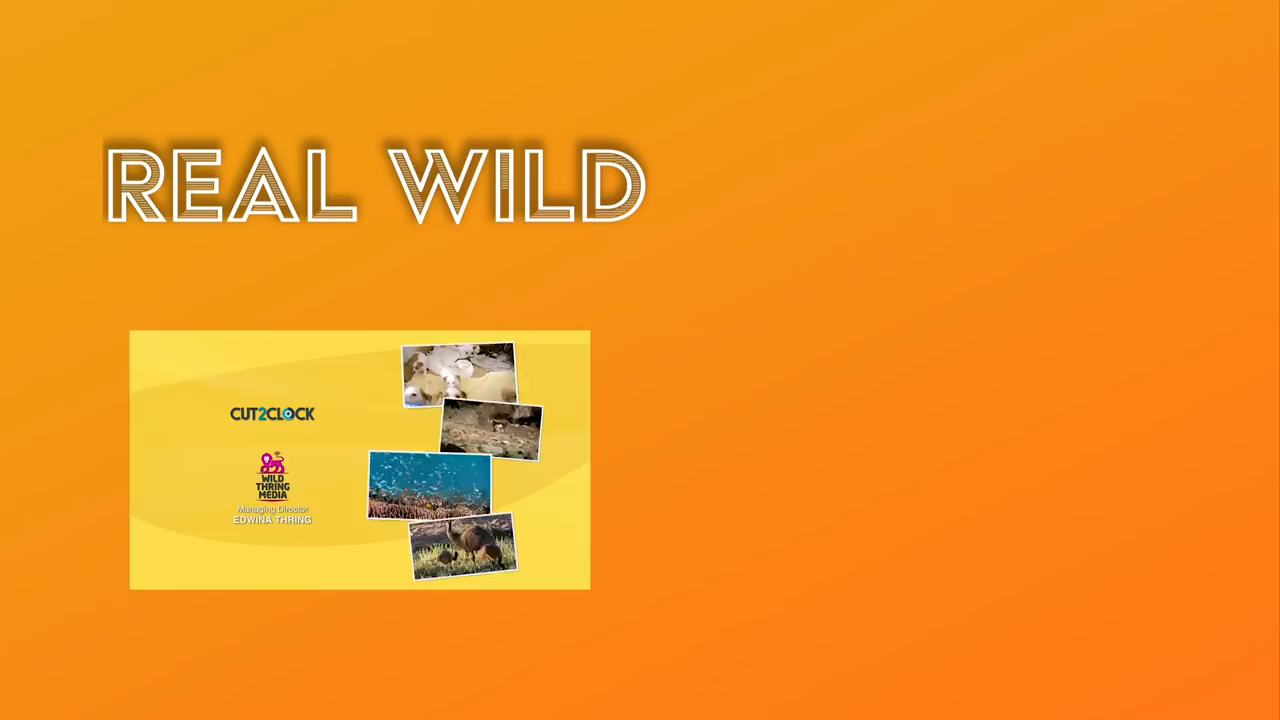 REAL WILD
CUT2CLOCK
WILD
THRING
MEDIA
Managing Director
EDWINA THRING